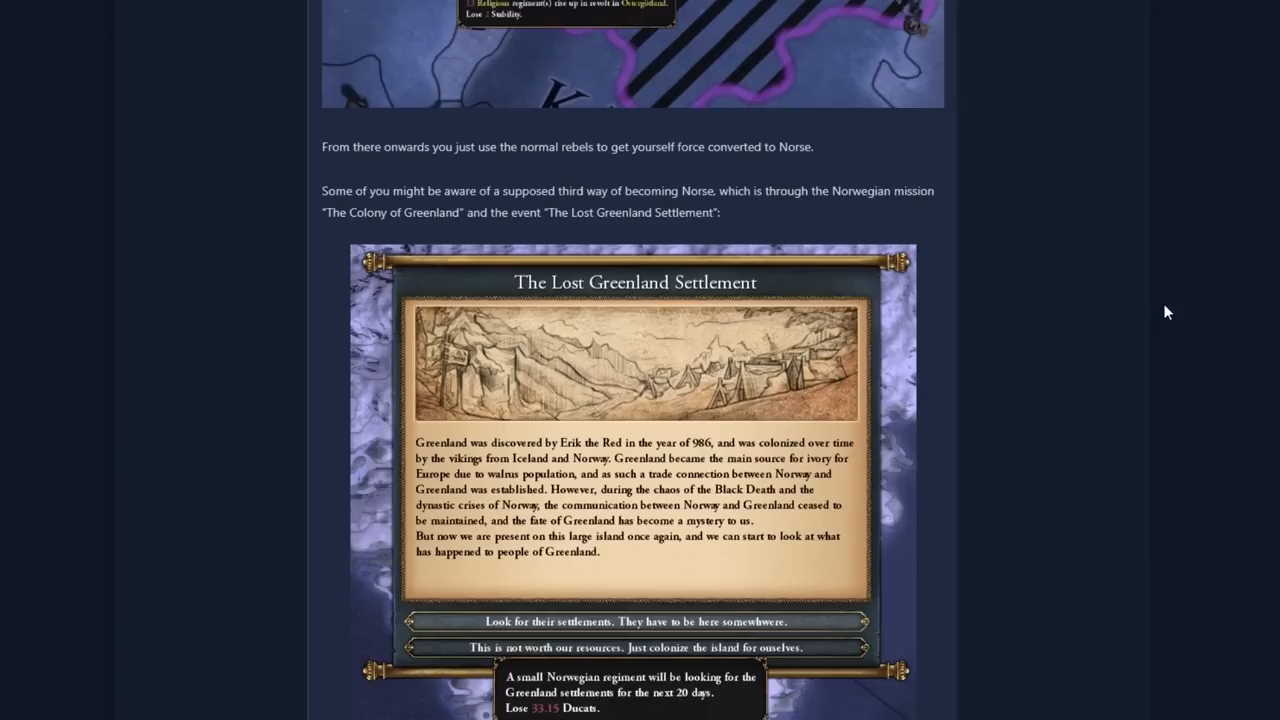 13 Religious regiment(s) rise up in revolt in Östergötland.
Lose Stability.
K
From there onwards you just use the normal rebels to get yourself force converted to Norse.
Some of you might be aware of a supposed third way of becoming Norse, which is through the Norwegian mission
"The Colony of Greenland" and the event "The Lost Greenland Settlement":
The Lost Greenland Settlement
Greenland was discovered by Erik the Red in the year of 986, and was colonized over time
by the vikings from Iceland and Norway. Greenland became the main source for ivory for
Europe due to walrus population, and as such a trade connection between Norway and
Greenland was established. However, during the chaos of the Black Death and the
dynastic crises of Norway, the communication between Norway and Greenland ceased to
be maintained, and the fate of Greenland has become a mystery to us.
But now we are present on this large island once again, and we can start to look at what
has happened to people of Greenland.
Look for their settlements. They have to be here somewhwere.
This is not worth our resources. Just colonize the island for ouselves.
A small Norwegian regiment will be looking for the
Greenland settlements for the next 20 days.
Lose 33.15 Ducats.